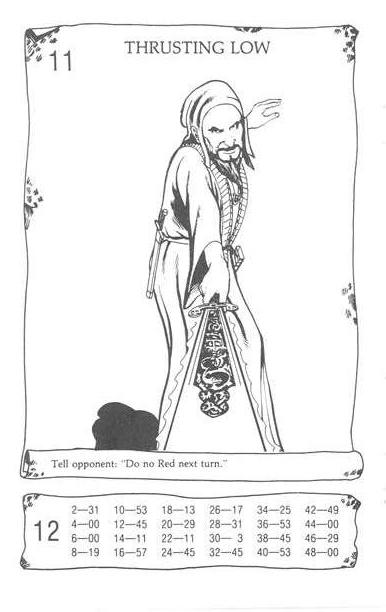 11
THRUSTING LOW
Tell opponent: "Do no Red next turn."
12
2—31 10—53 18—13 26—17 34—25 42—49
4—00 12—45 20—29 28—31 36—53 44—00
6—00 14—11 22—11 30— 3 38—45 46—29
8—19 16—57 24—45 32—45 40—53 48—00